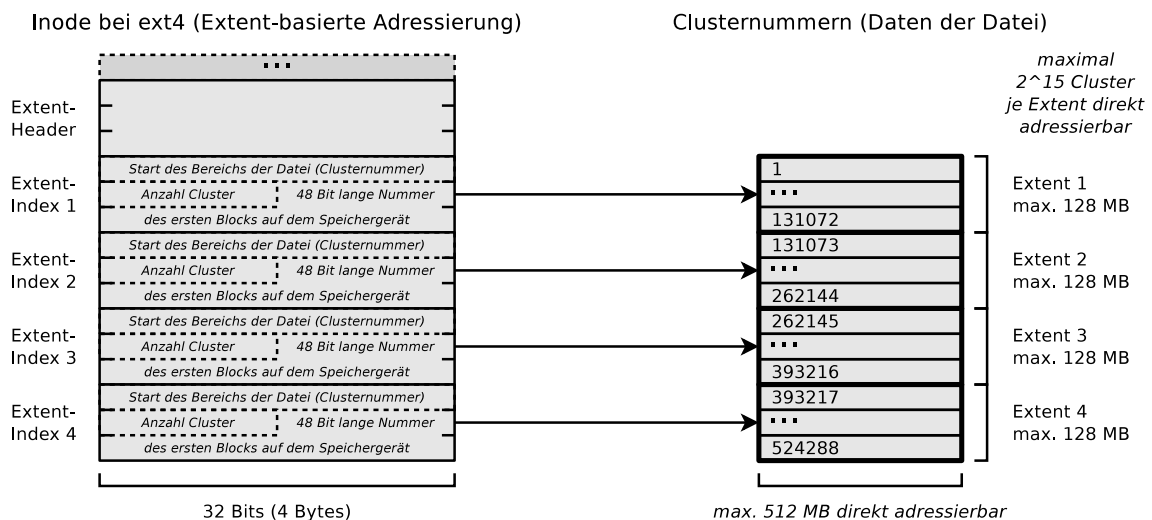 Inode bei ext4 (Extent-basierte Adressierung)
Clusternummern (Daten der Datei)
...
maximal
2^15 Cluster
je Extent direkt
adressierbar
Extent-
Header
Extent-
Index 1
Start des Bereichs der Datei (Clusternummer)
Anzahl Cluster
48 Bit lange Nummer
des ersten Blocks auf dem Speichergerät
1
...
131072
Extent 1
max. 128 MB
Extent-
Index 2
Start des Bereichs der Datei (Clusternummer)
Anzahl Cluster
48 Bit lange Nummer
des ersten Blocks auf dem Speichergerät
131073
...
262144
Extent 2
max. 128 MB
Extent-
Index 3
Start des Bereichs der Datei (Clusternummer)
Anzahl Cluster
48 Bit lange Nummer
des ersten Blocks auf dem Speichergerät
262145
...
393216
Extent 3
max. 128 MB
Extent-
Index 4
Start des Bereichs der Datei (Clusternummer)
Anzahl Cluster
48 Bit lange Nummer
des ersten Blocks auf dem Speichergerät
393217
...
524288
Extent 4
max. 128 MB
32 Bits (4 Bytes)
max. 512 MB direkt adressierbar